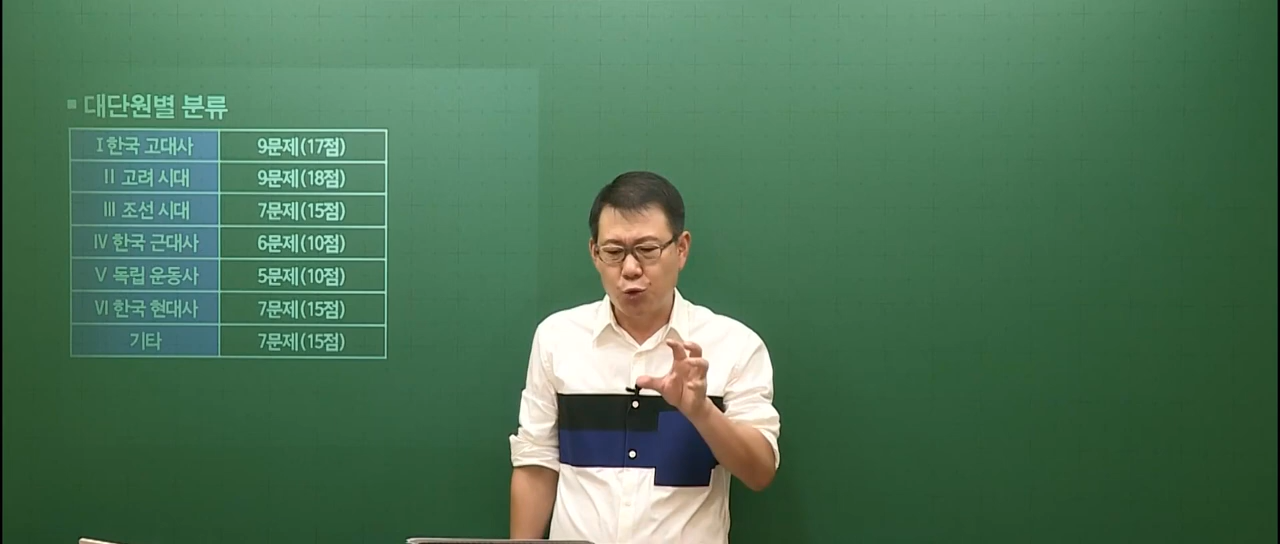 ▪ 대단원별 분류
Ⅰ 한국 고대사 9문제(17점)
Ⅱ 고려 시대 9문제(18점)
Ⅲ 조선 시대 7문제(15점)
Ⅳ 한국 근대사 6문제(10점)
Ⅴ 독립 운동사 5문제(10점)
Ⅵ 한국 현대사 7문제(15점)
기타 7문제(15점)